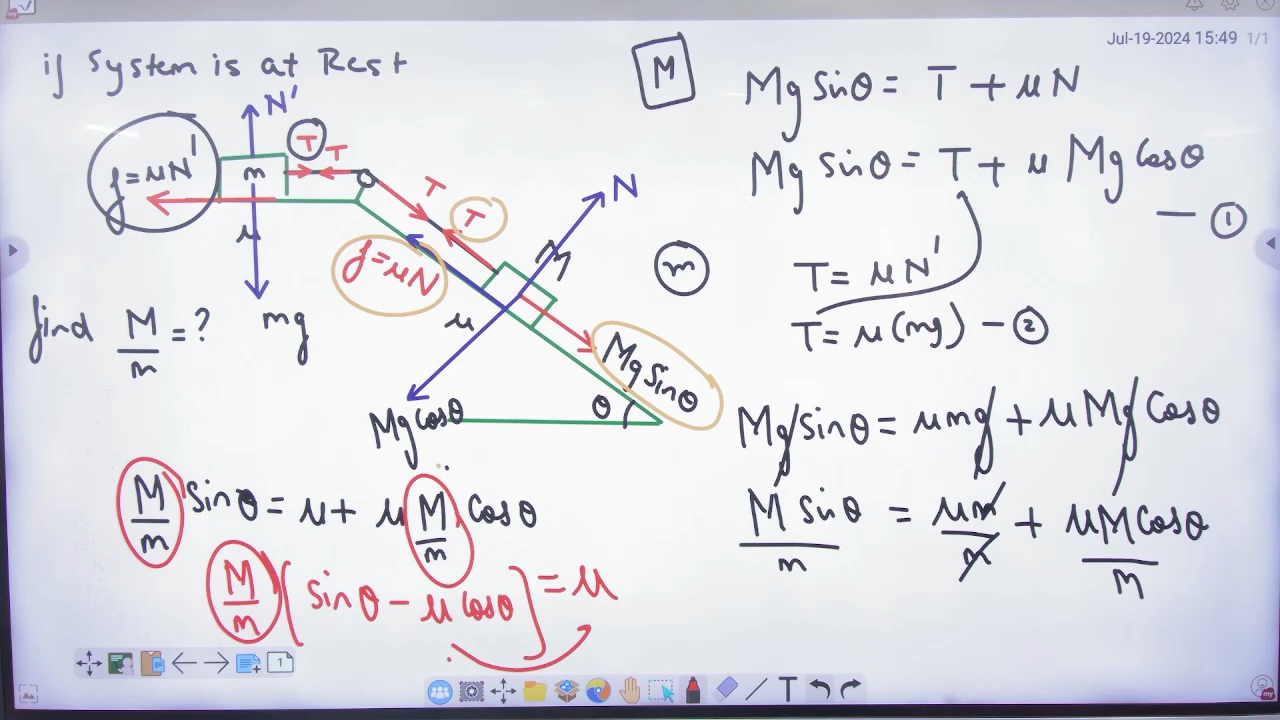 Jul-19-2024 15:49 1/1
if System is at Rest
N'
T T
f = μN'
m
μ
mg
find M/m = ?
T
T
N
M
f = μN
μ
Mg sinθ
θ
Mg cosθ
M
Mg sinθ = T + μN
Mg sinθ = T + μ Mg cosθ
— ①
m
T = μN'
T = μ(mg) — ②
Mg sinθ = μmg + μMg cosθ
M sinθ/m = μm/m + μM cosθ/m
M/m sinθ = μ + μ M/m cosθ
M/m (sinθ - μ cosθ) = μ
1
T
my